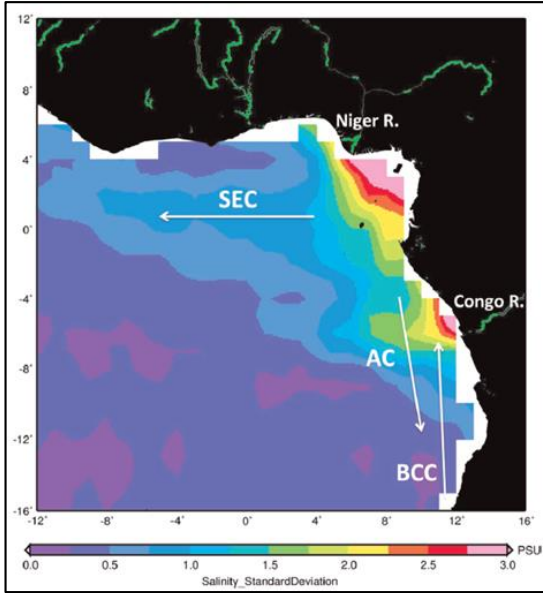 12˚
8˚
Niger R.
4˚
SEC
0˚
-4˚
Congo R.
AC
-8˚
-12˚
BCC
-16˚
-12˚ -8˚ -4˚ 0˚ 4˚ 8˚ 12˚ 16˚
PSU
0.0 0.5 1.0 1.5 2.0 2.5 3.0
Salinity_StandardDeviation